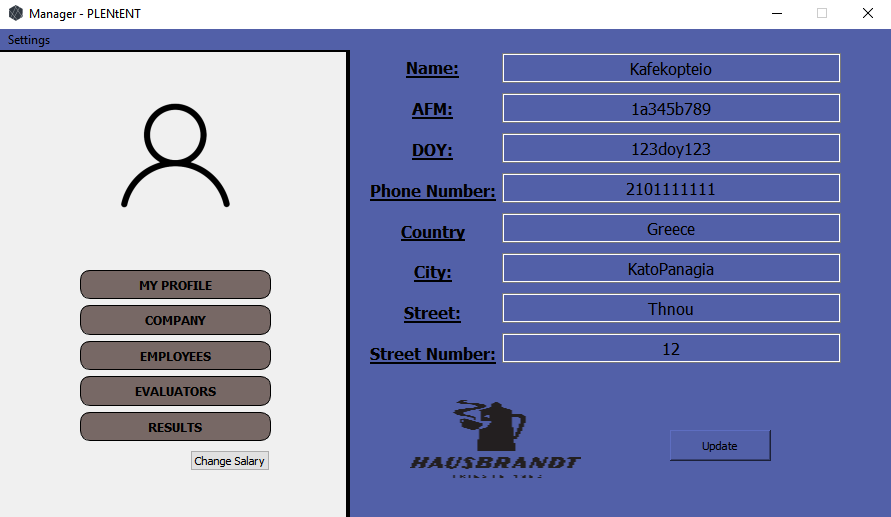 Manager - PLENtENT
Settings
MY PROFILE
COMPANY
EMPLOYEES
EVALUATORS
RESULTS
Change Salary
Name: Kafekopteio
AFM: 1a345b789
DOY: 123doy123
Phone Number: 2101111111
Country Greece
City: KatoPanagia
Street: Thnou
Street Number: 12
HAUSBRANDT
Update